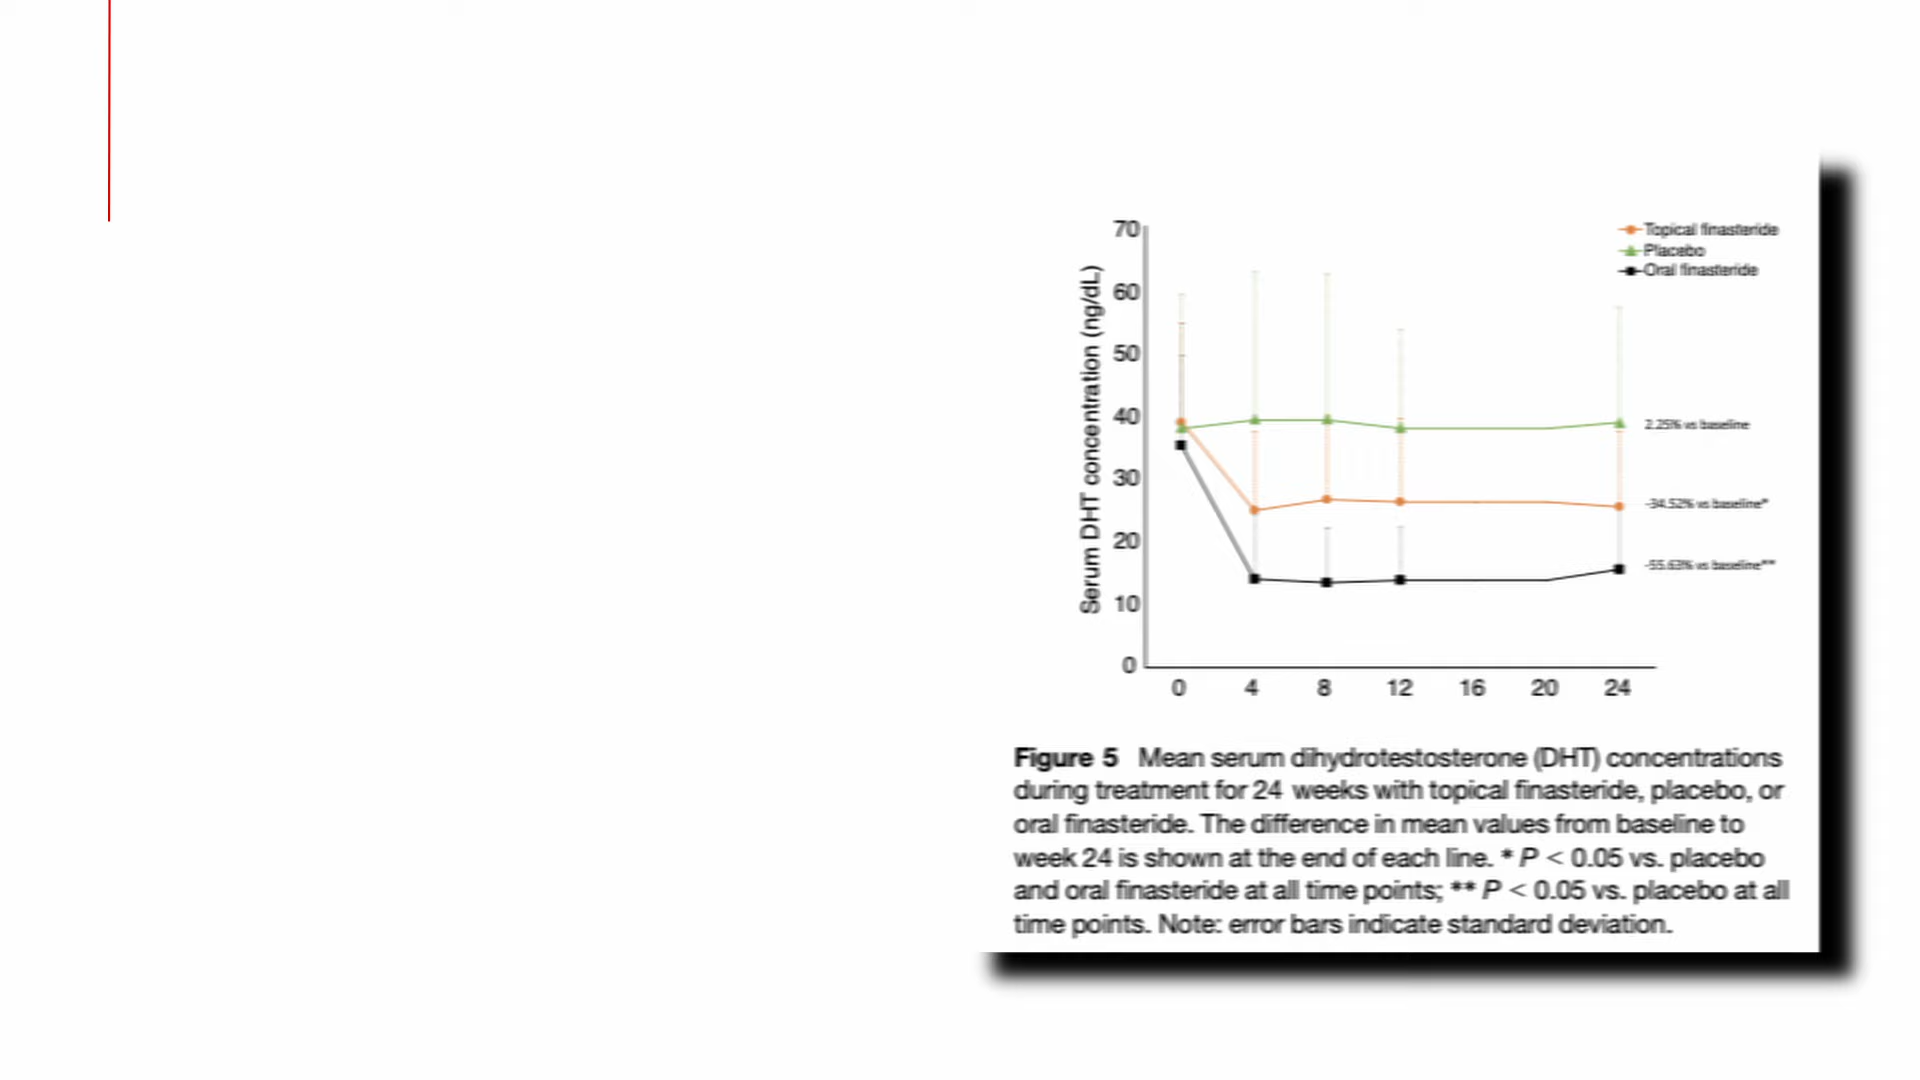 70
60
50
40
30
20
10
0
Serum DHT concentration (ng/dL)
Topical finasteride
Placebo
Oral finasteride
2.25% vs baseline
-34.52% vs baseline*
-55.63% vs baseline**
0 4 8 12 16 20 24
Figure 5 Mean serum dihydrotestosterone (DHT) concentrations
during treatment for 24 weeks with topical finasteride, placebo, or
oral finasteride. The difference in mean values from baseline to
week 24 is shown at the end of each line. * P < 0.05 vs. placebo
and oral finasteride at all time points; ** P < 0.05 vs. placebo at all
time points. Note: error bars indicate standard deviation.